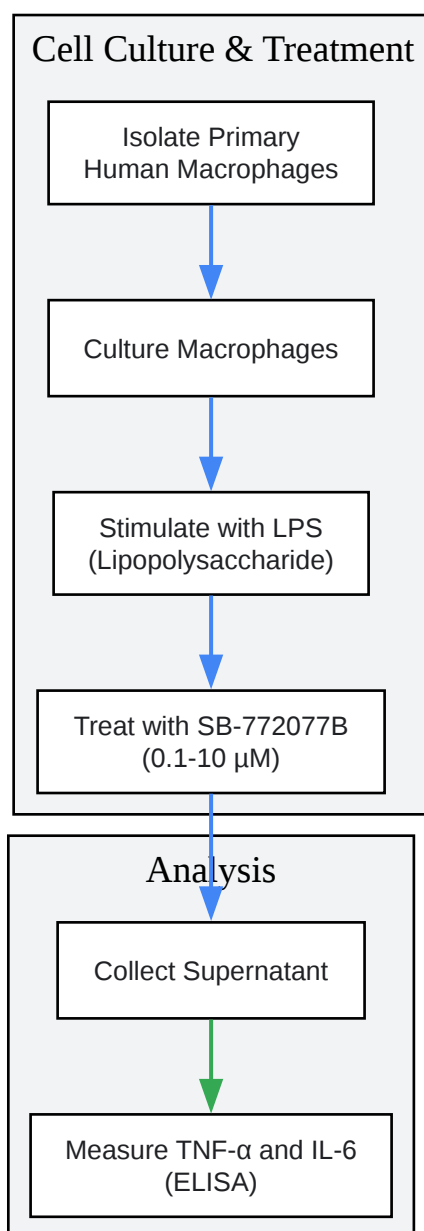 Cell Culture & Treatment
Isolate Primary
Human Macrophages
Culture Macrophages
Stimulate with LPS
(Lipopolysaccharide)
Treat with SB-772077B
(0.1-10 μM)
Analysis
Collect Supernatant
Measure TNF-α and IL-6
(ELISA)